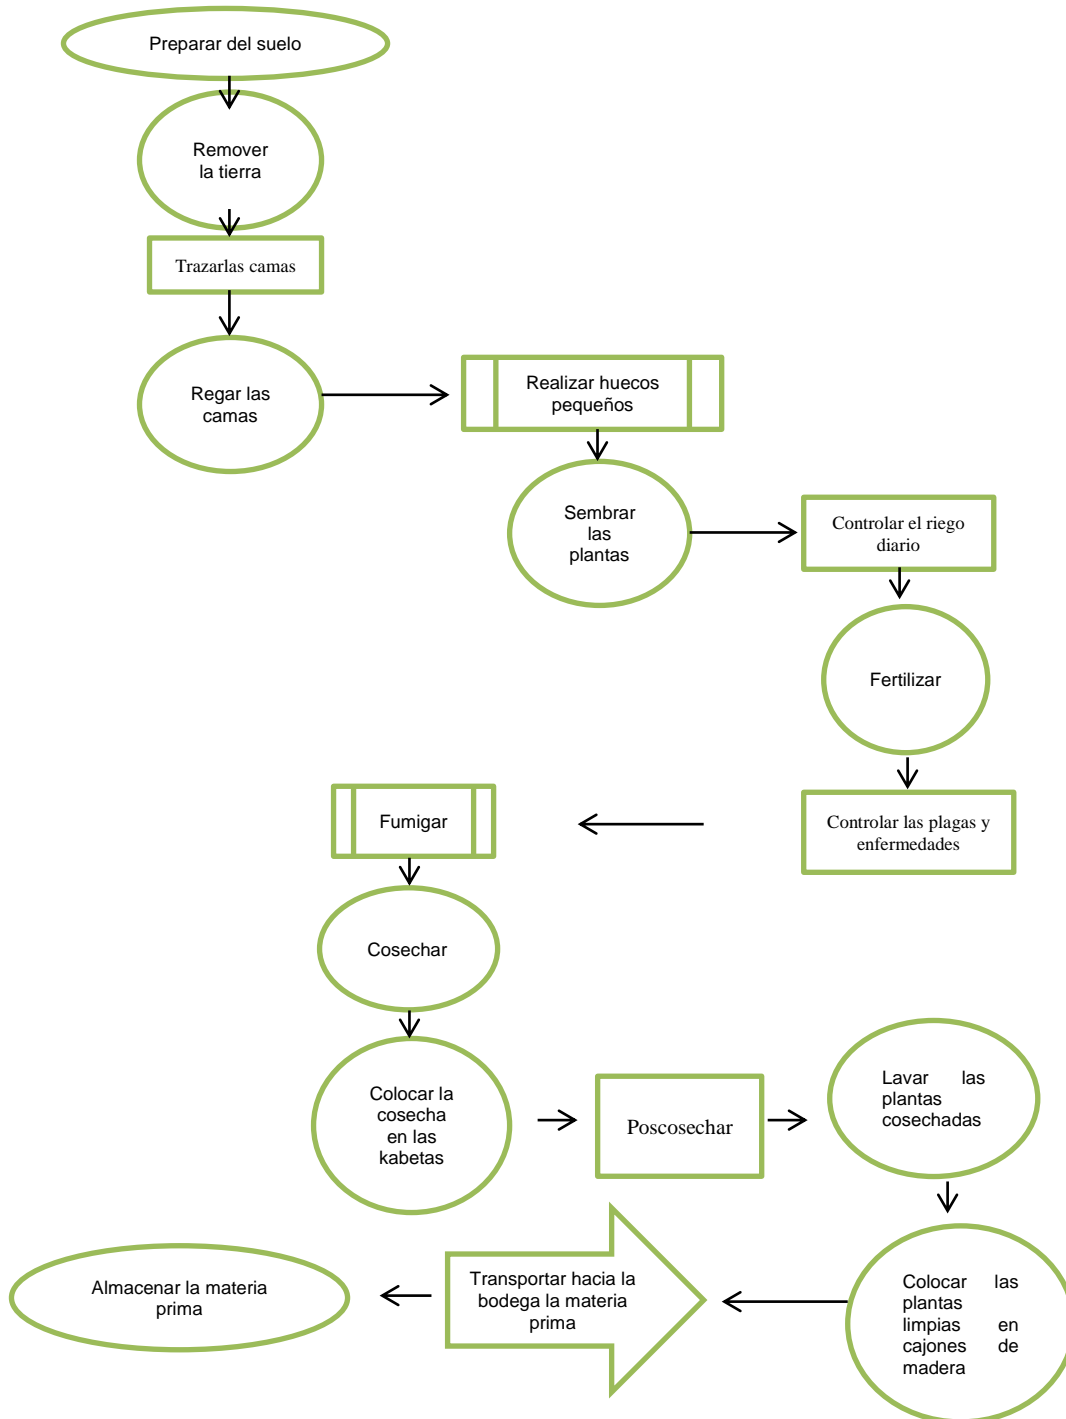 Preparar del suelo
Remover
la tierra
Trazarlas camas
Regar las
camas
Realizar huecos
pequeños
Sembrar
las
plantas
Controlar el riego
diario
Fertilizar
Controlar las plagas y
enfermedades
Fumigar
Cosechar
Colocar la
cosecha
en las
kabetas
Poscosechar
Lavar las
plantas
cosechadas
Colocar las
plantas
limpias en
cajones de
madera
Transportar hacia la
bodega la materia
prima
Almacenar la materia
prima